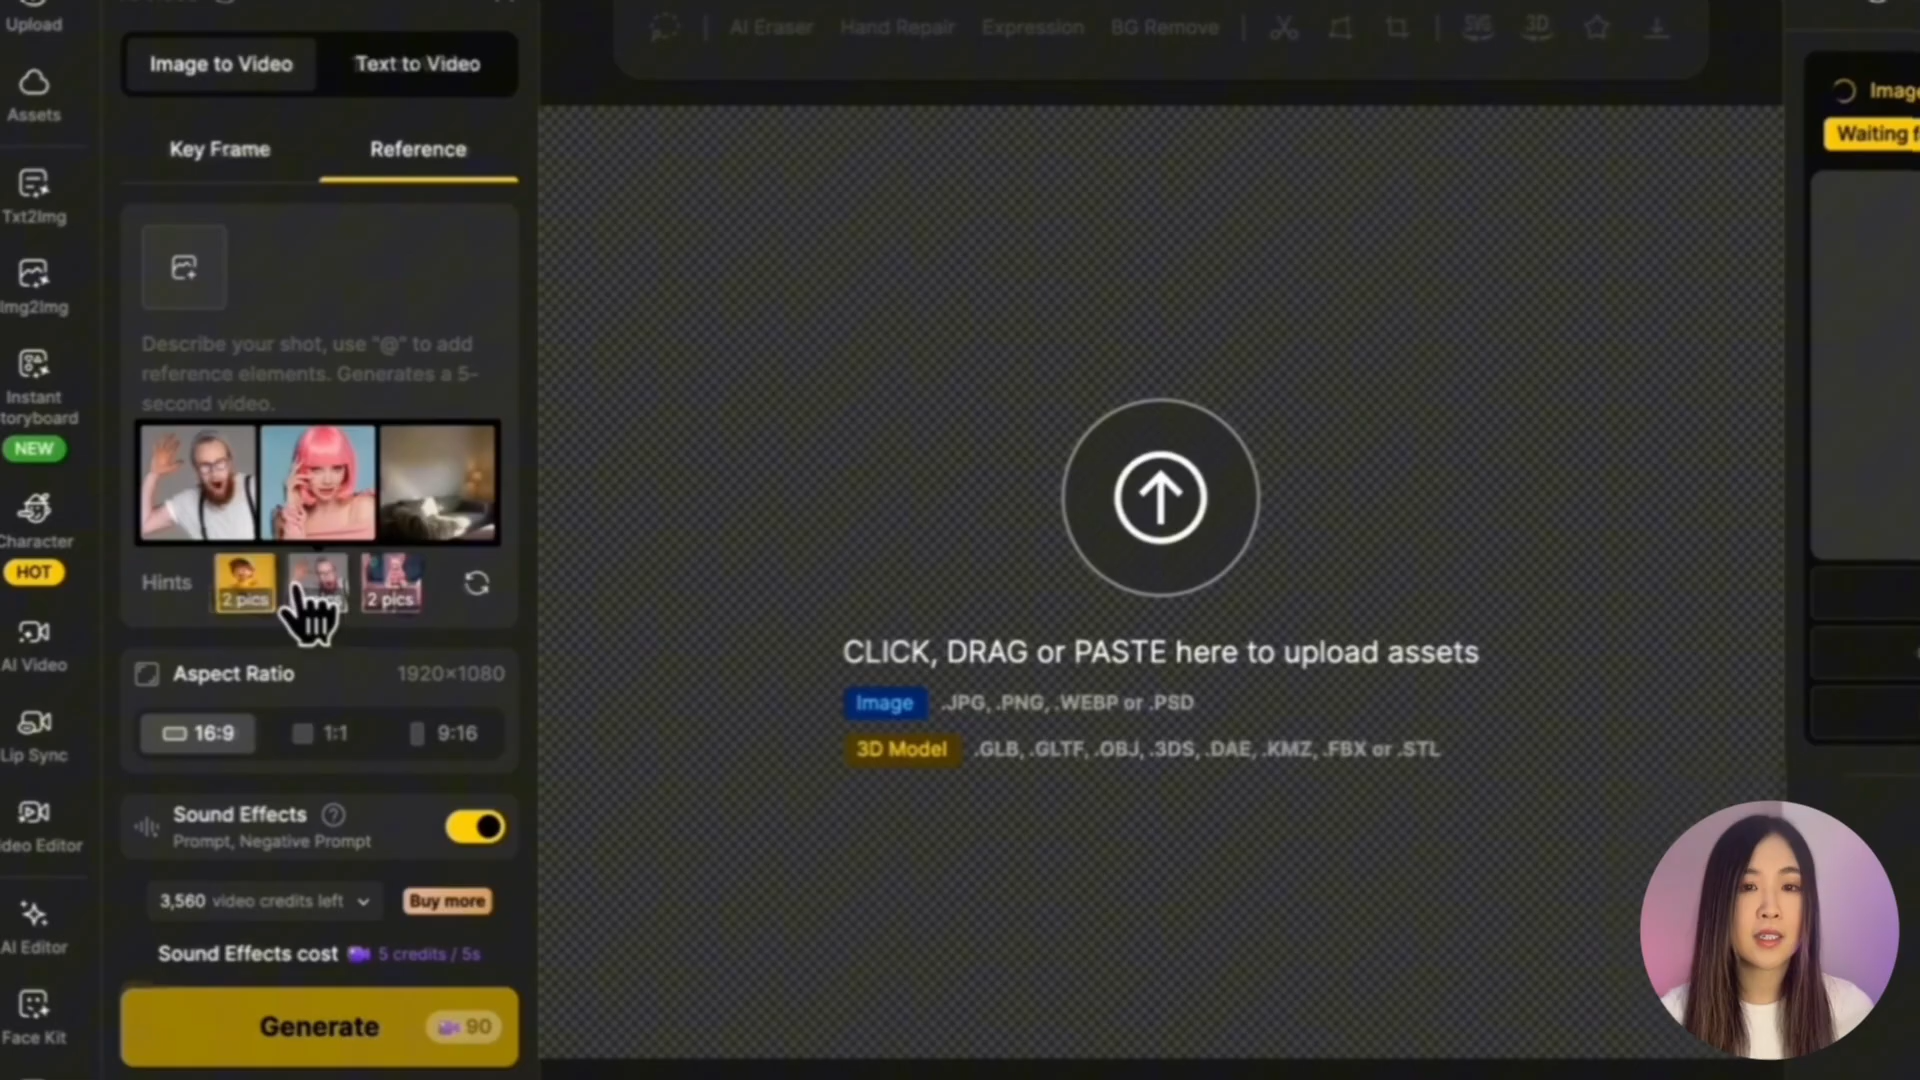 Upload
Assets
Txt2Img
Img2Img
Instant
toryboard
NEW
Character
HOT
AI Video
Lip Sync
ideo Editor
AI Editor
Face Kit
Image to Video
Text to Video
Key Frame
Reference
Describe your shot, use "@" to add
reference elements. Generates a 5-
second video.
Hints
2 pics
2 pics
Aspect Ratio
1920×1080
16:9
1:1
9:16
Sound Effects
Prompt, Negative Prompt
3,560 video credits left
Buy more
Sound Effects cost
5 credits / 5s
Generate
90
AI Eraser
Hand Repair
Expression
BG Remove
SVG
3D
CLICK, DRAG or PASTE here to upload assets
Image
.JPG, .PNG, .WEBP or .PSD
3D Model
.GLB, .GLTF, .OBJ, .3DS, .DAE, .KMZ, .FBX or .STL
Image
Waiting f